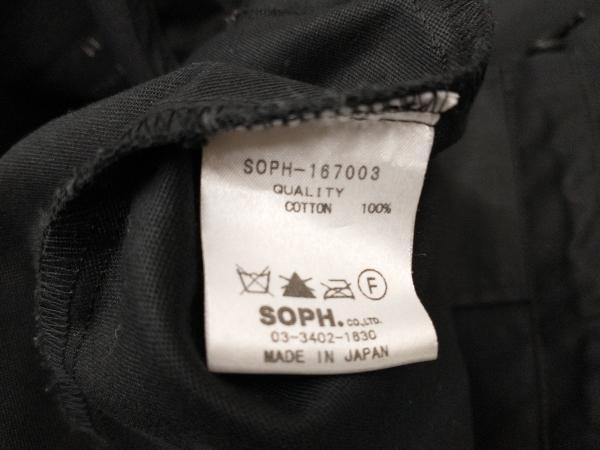 SOPH-167003
QUALITY
COTTON 100%
F
SOPH. CO.,LTD.
03-3402-1830
MADE IN JAPAN